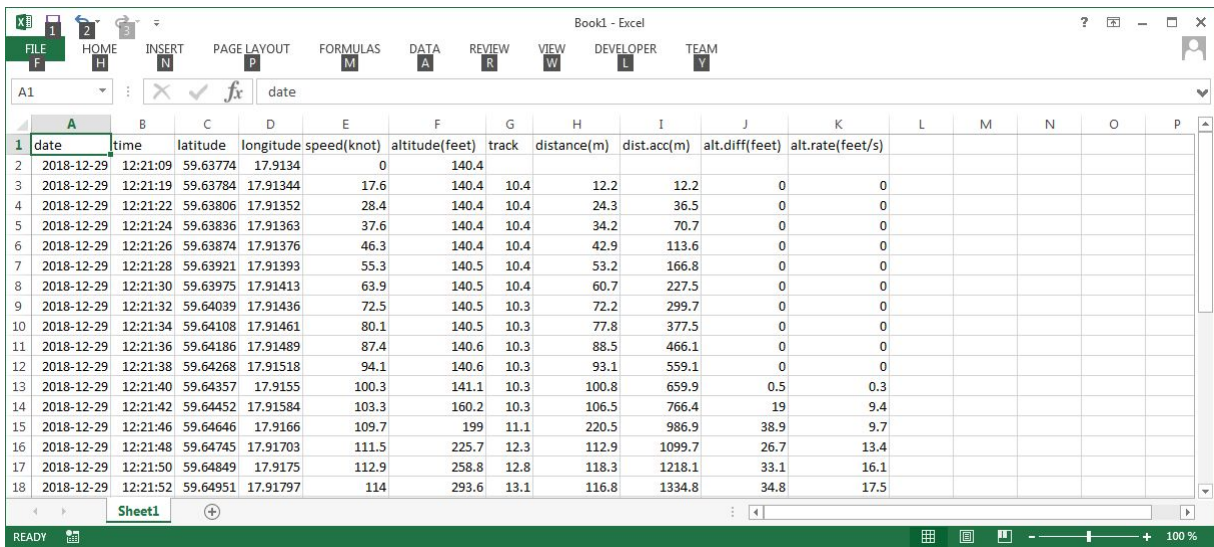 1 2 3 Book1 - Excel ?
FILE HOME INSERT PAGE LAYOUT FORMULAS DATA REVIEW VIEW DEVELOPER TEAM
F H N P M A R W L Y
A1 fx date
A B C D E F G H I J K L M N O P
1 date time latitude longitude speed(knot) altitude(feet) track distance(m) dist.acc(m) alt.diff(feet) alt.rate(feet/s)
2 2018-12-29 12:21:09 59.63774 17.9134 0 140.4
3 2018-12-29 12:21:19 59.63784 17.91344 17.6 140.4 10.4 12.2 12.2 0 0
4 2018-12-29 12:21:22 59.63806 17.91352 28.4 140.4 10.4 24.3 36.5 0 0
5 2018-12-29 12:21:24 59.63836 17.91363 37.6 140.4 10.4 34.2 70.7 0 0
6 2018-12-29 12:21:26 59.63874 17.91376 46.3 140.4 10.4 42.9 113.6 0 0
7 2018-12-29 12:21:28 59.63921 17.91393 55.3 140.5 10.4 53.2 166.8 0 0
8 2018-12-29 12:21:30 59.63975 17.91413 63.9 140.5 10.4 60.7 227.5 0 0
9 2018-12-29 12:21:32 59.64039 17.91436 72.5 140.5 10.3 72.2 299.7 0 0
10 2018-12-29 12:21:34 59.64108 17.91461 80.1 140.5 10.3 77.8 377.5 0 0
11 2018-12-29 12:21:36 59.64186 17.91489 87.4 140.6 10.3 88.5 466.1 0 0
12 2018-12-29 12:21:38 59.64268 17.91518 94.1 140.6 10.3 93.1 559.1 0 0
13 2018-12-29 12:21:40 59.64357 17.9155 100.3 141.1 10.3 100.8 659.9 0.5 0.3
14 2018-12-29 12:21:42 59.64452 17.91584 103.3 160.2 10.3 106.5 766.4 19 9.4
15 2018-12-29 12:21:46 59.64646 17.9166 109.7 199 11.1 220.5 986.9 38.9 9.7
16 2018-12-29 12:21:48 59.64745 17.91703 111.5 225.7 12.3 112.9 1099.7 26.7 13.4
17 2018-12-29 12:21:50 59.64849 17.9175 112.9 258.8 12.8 118.3 1218.1 33.1 16.1
18 2018-12-29 12:21:52 59.64951 17.91797 114 293.6 13.1 116.8 1334.8 34.8 17.5
Sheet1
READY 100 %